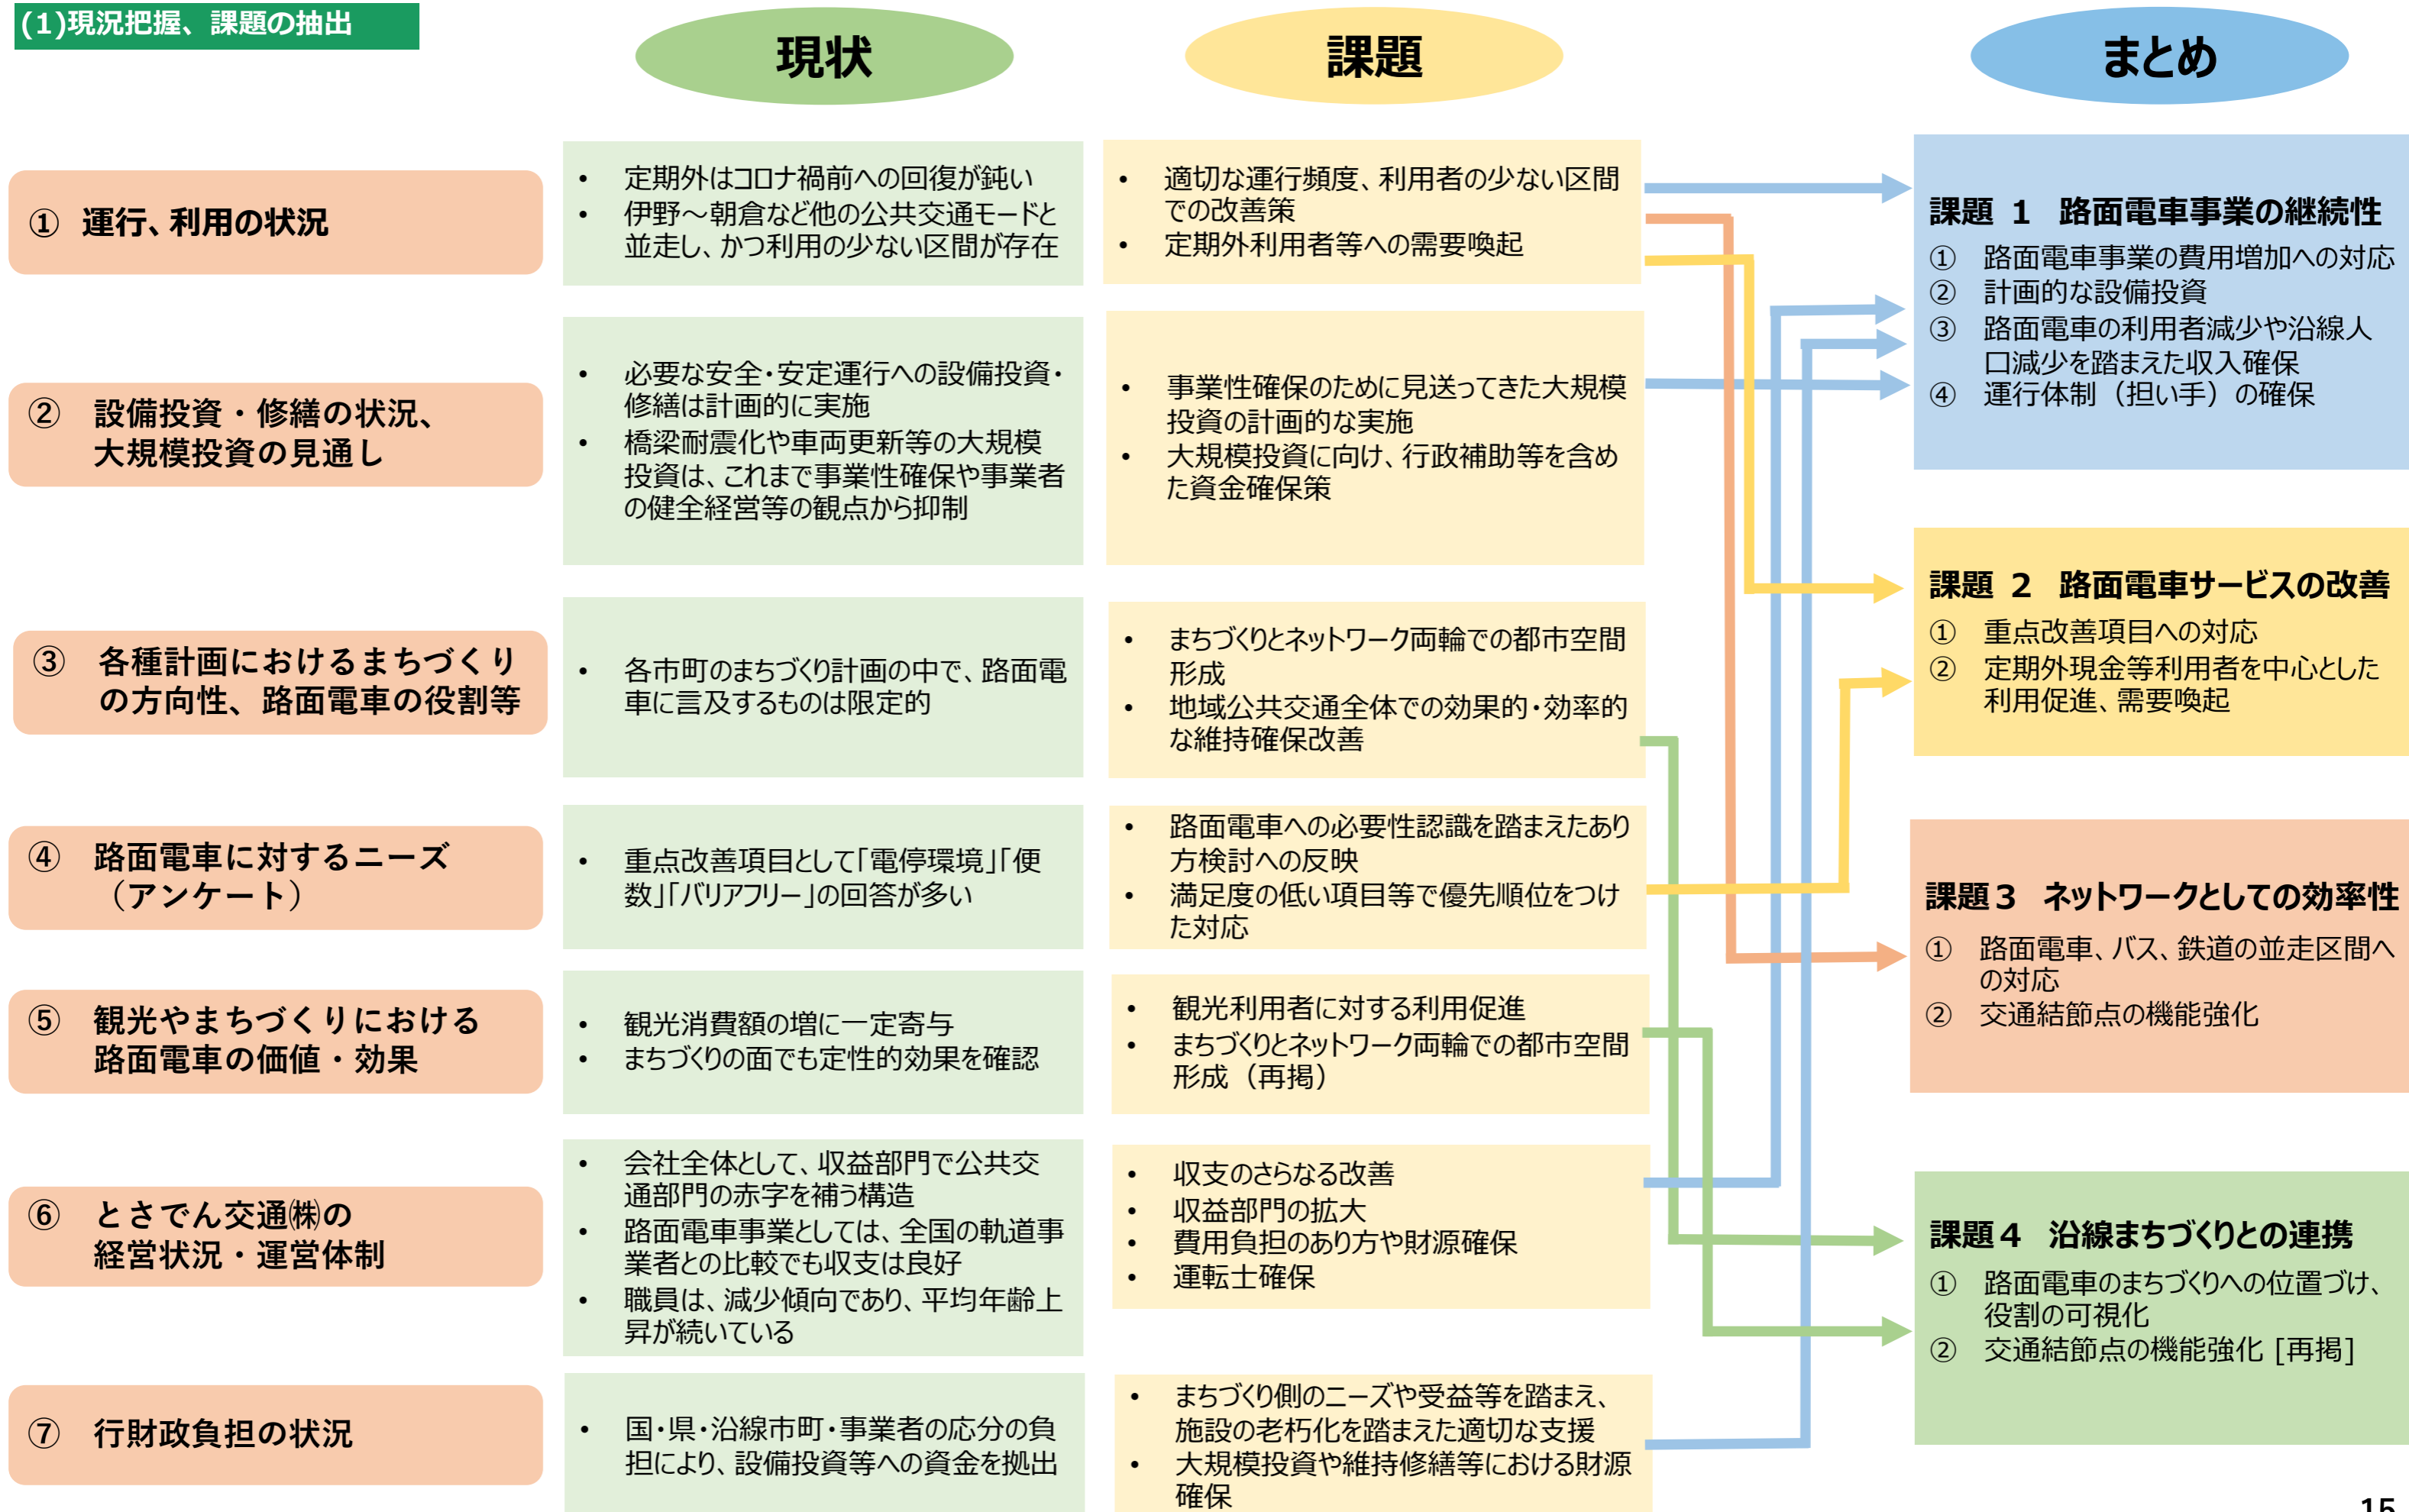 (1)現況把握、課題の抽出
現状
課題
まとめ
① 運行、利用の状況
• 定期外はコロナ禍前への回復が鈍い
• 伊野～朝倉など他の公共交通モードと
並走し、かつ利用の少ない区間が存在
• 適切な運行頻度、利用者の少ない区間
での改善策
• 定期外利用者等への需要喚起
② 設備投資・修繕の状況、
大規模投資の見通し
• 必要な安全・安定運行への設備投資・
修繕は計画的に実施
• 橋梁耐震化や車両更新等の大規模
投資は、これまで事業性確保や事業者
の健全経営等の観点から抑制
• 事業性確保のために見送ってきた大規模
投資の計画的な実施
• 大規模投資に向け、行政補助等を含め
た資金確保策
③ 各種計画におけるまちづくり
の方向性、路面電車の役割等
• 各市町のまちづくり計画の中で、路面電
車に言及するものは限定的
• まちづくりとネットワーク両輪での都市空間
形成
• 地域公共交通全体での効果的・効率的
な維持確保改善
④ 路面電車に対するニーズ
（アンケート）
• 重点改善項目として「電停環境」「便
数」「バリアフリー」の回答が多い
• 路面電車への必要性認識を踏まえたあり
方検討への反映
• 満足度の低い項目等で優先順位をつけ
た対応
⑤ 観光やまちづくりにおける
路面電車の価値・効果
• 観光消費額の増に一定寄与
• まちづくりの面でも定性的効果を確認
• 観光利用者に対する利用促進
• まちづくりとネットワーク両輪での都市空間
形成（再掲）
⑥ とさでん交通㈱の
経営状況・運営体制
• 会社全体として、収益部門で公共交
通部門の赤字を補う構造
• 路面電車事業としては、全国の軌道事
業者との比較でも収支は良好
• 職員は、減少傾向であり、平均年齢上
昇が続いている
• 収支のさらなる改善
• 収益部門の拡大
• 費用負担のあり方や財源確保
• 運転士確保
⑦ 行財政負担の状況
• 国・県・沿線市町・事業者の応分の負
担により、設備投資等への資金を拠出
• まちづくり側のニーズや受益等を踏まえ、
施設の老朽化を踏まえた適切な支援
• 大規模投資や維持修繕等における財源
確保
課題 1 路面電車事業の継続性
① 路面電車事業の費用増加への対応
② 計画的な設備投資
③ 路面電車の利用者減少や沿線人
口減少を踏まえた収入確保
④ 運行体制（担い手）の確保
課題 2 路面電車サービスの改善
① 重点改善項目への対応
② 定期外現金等利用者を中心とした
利用促進、需要喚起
課題3 ネットワークとしての効率性
① 路面電車、バス、鉄道の並走区間へ
の対応
② 交通結節点の機能強化
課題4 沿線まちづくりとの連携
① 路面電車のまちづくりへの位置づけ、
役割の可視化
② 交通結節点の機能強化 [再掲]
15